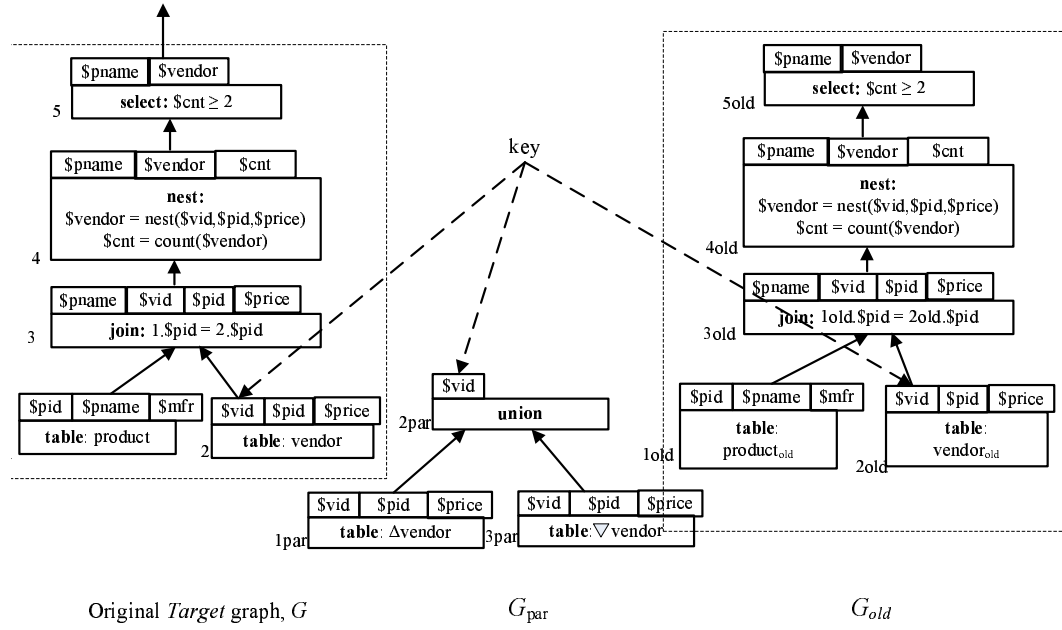 $pname $vendor
select: $cnt ≥ 2
5
$pname $vendor $cnt
nest:
$vendor = nest($vid,$pid,$price)
$cnt = count($vendor)
4
$pname $vid $pid $price
join: 1.$pid = 2.$pid
3
$pid $pname $mfr
table: product
$vid $pid $price
table: vendor
2
key
$vid
union
2par
$vid $pid $price
table: Δvendor
1par
$vid $pid $price
table: ▽vendor
3par
$pname $vendor
select: $cnt ≥ 2
5old
$pname $vendor $cnt
nest:
$vendor = nest($vid,$pid,$price)
$cnt = count($vendor)
4old
$pname $vid $pid $price
join: 1old.$pid = 2old.$pid
3old
$pid $pname $mfr
table:
product_old
1old
$vid $pid $price
table:
vendor_old
2old
Original Target graph, G
G_par
G_old